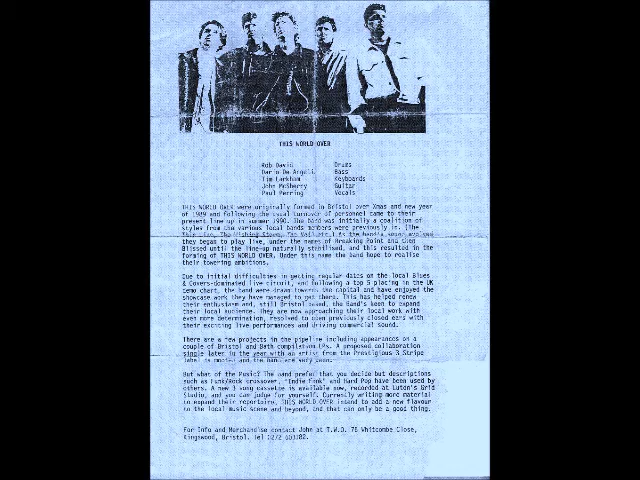 THIS WORLD OVER
Rob David Drums
Dario De Angeli Bass
Tim Larkham Keyboards
John McSherry Guitar
Paul Perring Vocals
THIS WORLD OVER were originally formed in Bristol over Xmas and new year
of 1989 and following the usual turnover of personnel came to their
present line up in summer 1990. The band was initially a coalition of
styles from the various local bands members were previously in. (The
they began to play live, under the names of Breaking Point and then
Blissed until the line-up naturally stabilised, and this resulted in the
forming of THIS WORLD OVER. Under this name the band hope to realise
their towering ambitions.
Due to initial difficulties in getting regular dates on the local Blues
& Covers-dominated live circuit, and following a top 5 placing in the UK
demo chart, the band were drawn towards the capital and have enjoyed the
showcase work they have managed to get there. This has helped renew
their enthusiasm and, still Bristol based, the band's keen to expand
their local audience. They are now approaching their local work with
even more determination, resolved to open previously closed ears with
their exciting live performances and driving commercial sound.
There are a few projects in the pipeline including appearances on a
couple of Bristol and Bath compilation LPs. A proposed collaboration
single later in the year with an artist from the Prestigious 3 Stripe
label is and the band are very keen.
But what of the Music? The band prefer that you decide but descriptions
such as Funk/Rock crossover, "Indie Funk" and Hard Pop have been used by
others. A new 3 song cassette is available now, recorded at Luton's Grid
Studio, and you can judge for yourself. Currently writing more material
to expand their repertoire, THIS WORLD OVER intend to add a new flavour
to the local music scene and beyond, and that can only be a good thing.
For Info and Merchandise contact John at T.W.O. 76 Whitcombe Close,
Kingswood, Bristol. Tel